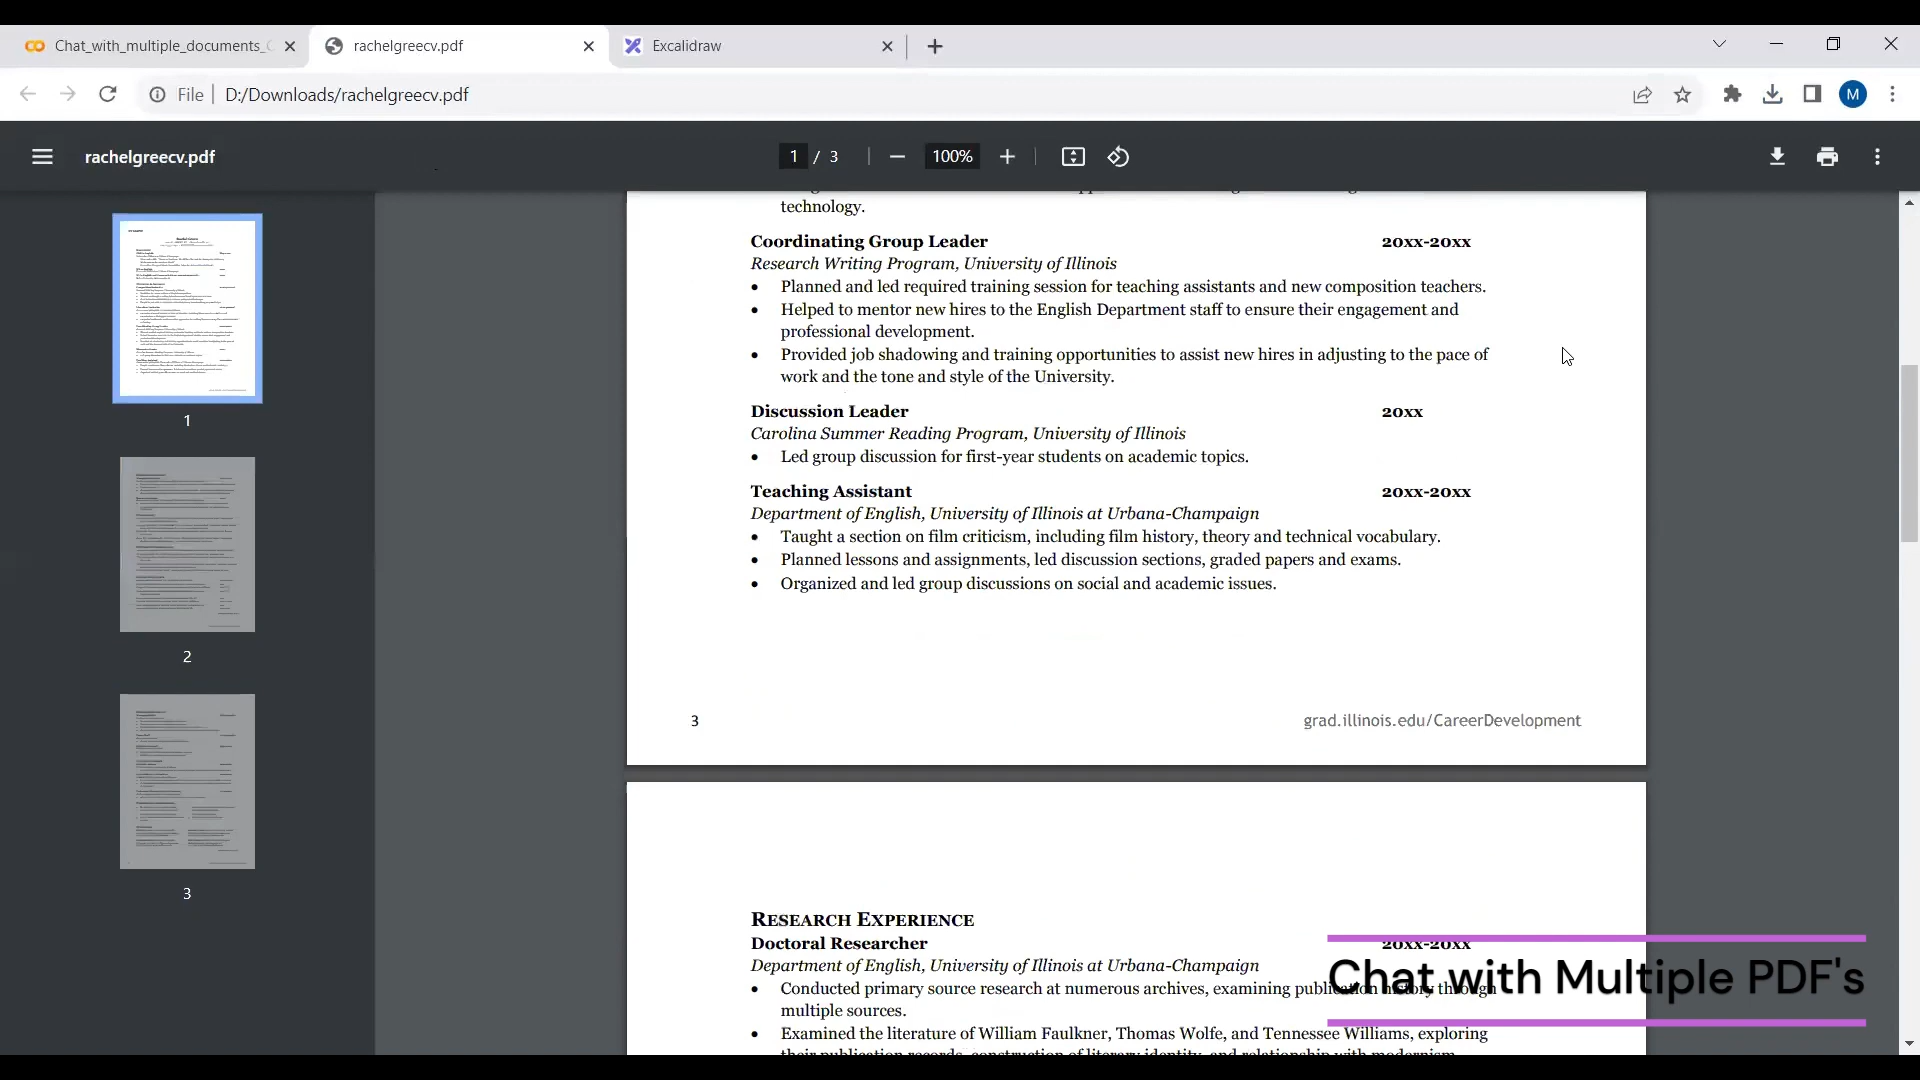 Chat_with_multiple_documents_
rachelgreecv.pdf
Excalidraw
File
D:/Downloads/rachelgreecv.pdf
M
rachelgreecv.pdf
1 / 3
100%
technology.
Coordinating Group Leader 20xx-20xx
Research Writing Program, University of Illinois
• Planned and led required training session for teaching assistants and new composition teachers.
• Helped to mentor new hires to the English Department staff to ensure their engagement and
professional development.
• Provided job shadowing and training opportunities to assist new hires in adjusting to the pace of
work and the tone and style of the University.
Discussion Leader 20xx
Carolina Summer Reading Program, University of Illinois
• Led group discussion for first-year students on academic topics.
Teaching Assistant 20xx-20xx
Department of English, University of Illinois at Urbana-Champaign
• Taught a section on film criticism, including film history, theory and technical vocabulary.
• Planned lessons and assignments, led discussion sections, graded papers and exams.
• Organized and led group discussions on social and academic issues.
3 grad.illinois.edu/CareerDevelopment
RESEARCH EXPERIENCE
Doctoral Researcher 20xx-20xx
Department of English, University of Illinois at Urbana-Champaign
• Conducted primary source research at numerous archives, examining publication history through
multiple sources.
• Examined the literature of William Faulkner, Thomas Wolfe, and Tennessee Williams, exploring
their publication records, construction of literary identity, and relationship with modernism.
1
2
3
Chat with Multiple PDF's